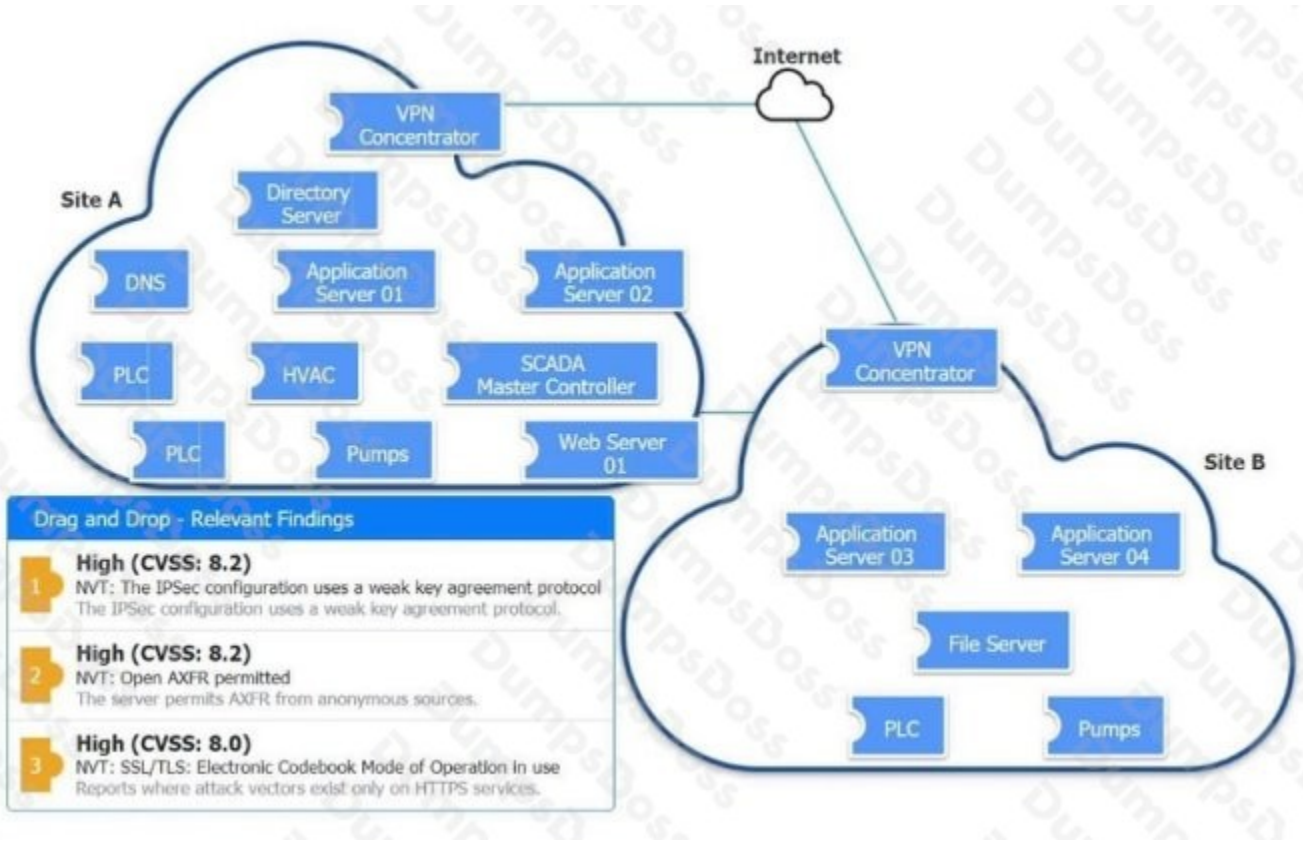 Internet
VPN
Concentrator
Site A
Directory
Server
DNS
Application
Server 01
Application
Server 02
PLC
HVAC
SCADA
Master Controller
PLC
Pumps
Web Server
01
VPN
Concentrator
Site B
Application
Server 03
Application
Server 04
File Server
PLC
Pumps
Drag and Drop - Relevant Findings
1
High (CVSS: 8.2)
NVT: The IPSec configuration uses a weak key agreement protocol
The IPSec configuration uses a weak key agreement protocol.
2
High (CVSS: 8.2)
NVT: Open AXFR permitted
The server permits AXFR from anonymous sources.
3
High (CVSS: 8.0)
NVT: SSL/TLS: Electronic Codebook Mode of Operation in use
Reports where attack vectors exist only on HTTPS services.
DumpsDoss